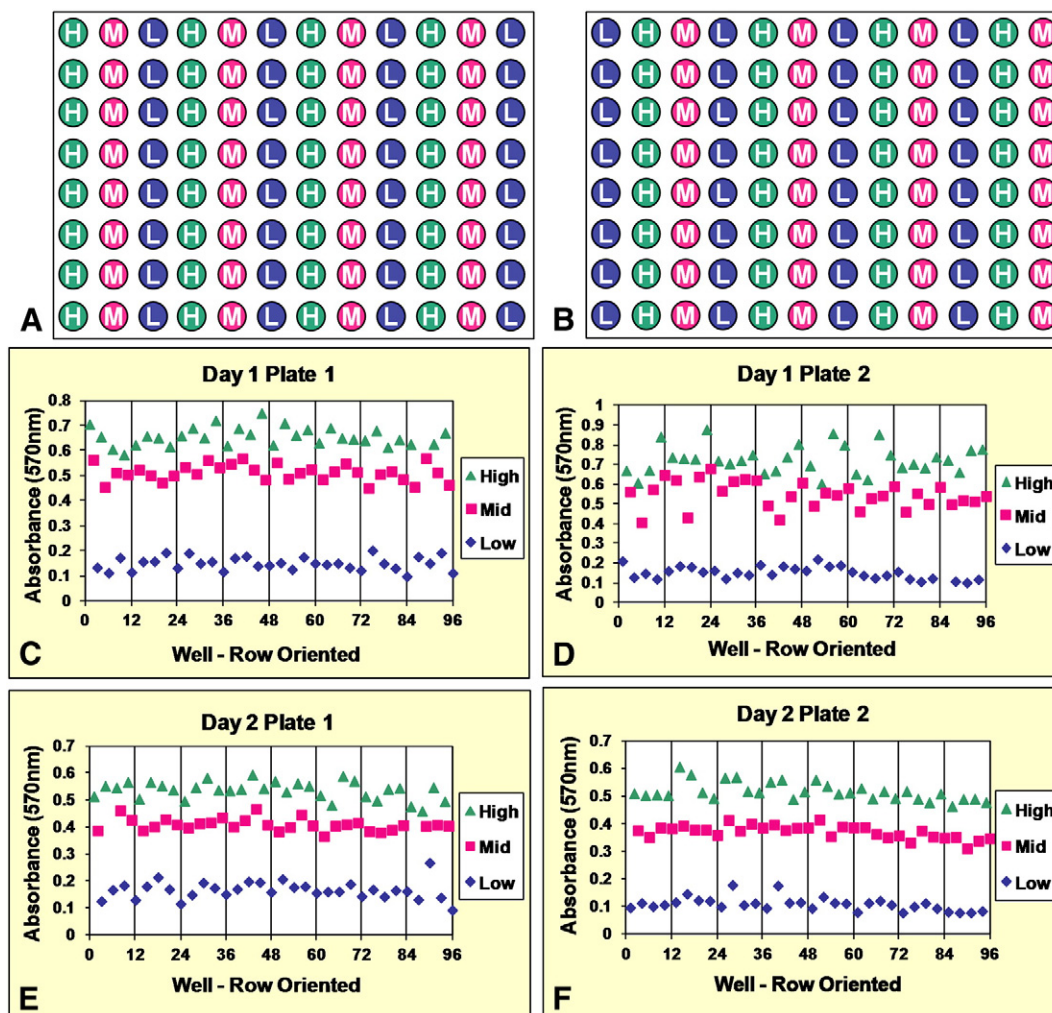 H M L H M L H M L H M L
H M L H M L H M L H M L
H M L H M L H M L H M L
H M L H M L H M L H M L
H M L H M L H M L H M L
H M L H M L H M L H M L
H M L H M L H M L H M L
H M L H M L H M L H M L
A
L H M L H M L H M L H M
L H M L H M L H M L H M
L H M L H M L H M L H M
L H M L H M L H M L H M
L H M L H M L H M L H M
L H M L H M L H M L H M
L H M L H M L H M L H M
L H M L H M L H M L H M
B
Day 1 Plate 1
Absorbance (570nm)
0.8
0.7
0.6
0.5
0.4
0.3
0.2
0.1
0
0 12 24 36 48 60 72 84 96
Well - Row Oriented
High
Mid
Low
C
Day 1 Plate 2
Absorbance (570nm)
1
0.9
0.8
0.7
0.6
0.5
0.4
0.3
0.2
0.1
0
0 12 24 36 48 60 72 84 96
Well - Row Oriented
High
Mid
Low
D
Day 2 Plate 1
Absorbance (570nm)
0.7
0.6
0.5
0.4
0.3
0.2
0.1
0
0 12 24 36 48 60 72 84 96
Well - Row Oriented
High
Mid
Low
E
Day 2 Plate 2
Absorbance (570nm)
0.7
0.6
0.5
0.4
0.3
0.2
0.1
0
0 12 24 36 48 60 72 84 96
Well - Row Oriented
High
Mid
Low
F